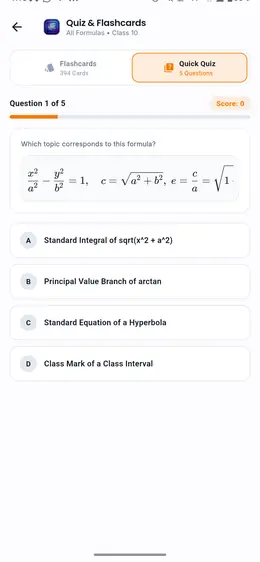 Quiz & Flashcards
All Formulas • Class 10
Flashcards
394 Cards
Quick Quiz
5 Questions
Question 1 of 5
Score: 0
Which topic corresponds to this formula?
x²/a² − y²/b² = 1, c = √(a² + b²), e = c/a = √1
A Standard Integral of sqrt(x^2 + a^2)
B Principal Value Branch of arctan
C Standard Equation of a Hyperbola
D Class Mark of a Class Interval